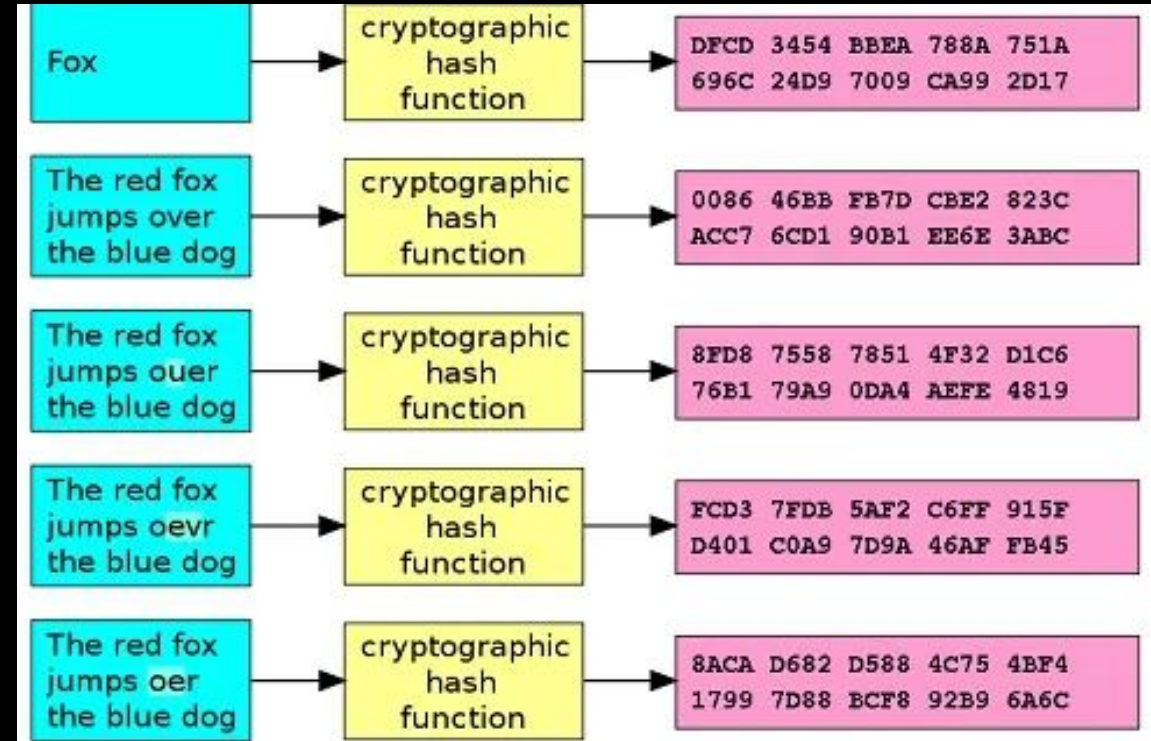 Fox
cryptographic
hash
function
DFCD 3454 BBEA 788A 751A
696C 24D9 7009 CA99 2D17
The red fox
jumps over
the blue dog
cryptographic
hash
function
0086 46BB FB7D CBE2 823C
ACC7 6CD1 90B1 EE6E 3ABC
The red fox
jumps ouer
the blue dog
cryptographic
hash
function
8FD8 7558 7851 4F32 D1C6
76B1 79A9 0DA4 AEFE 4819
The red fox
jumps oevr
the blue dog
cryptographic
hash
function
FCD3 7FDB 5AF2 C6FF 915F
D401 C0A9 7D9A 46AF FB45
The red fox
jumps oer
the blue dog
cryptographic
hash
function
8ACA D682 D588 4C75 4BF4
1799 7D88 BCF8 92B9 6A6C